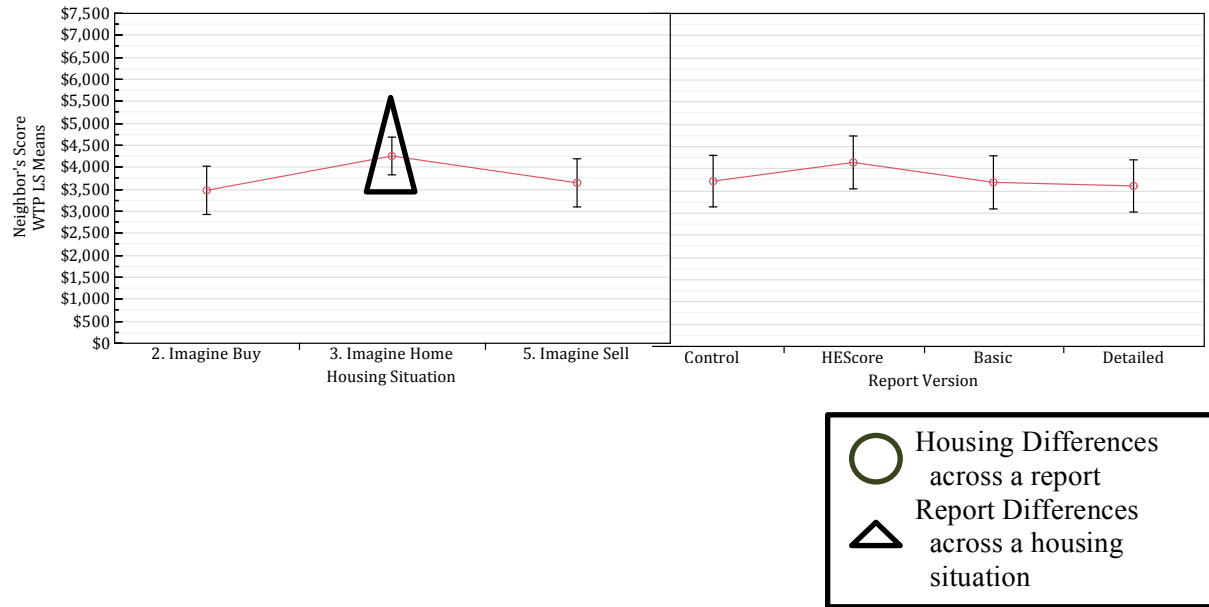 $7,500
$7,000
$6,500
$6,000
$5,500
$5,000
$4,500
$4,000
$3,500
$3,000
$2,500
$2,000
$1,500
$1,000
$500
$0
Neighbor's Score
WTP LS Means
2. Imagine Buy 3. Imagine Home 5. Imagine Sell
Housing Situation
Control HEScore Basic Detailed
Report Version
Housing Differences
across a report
Report Differences
across a housing
situation